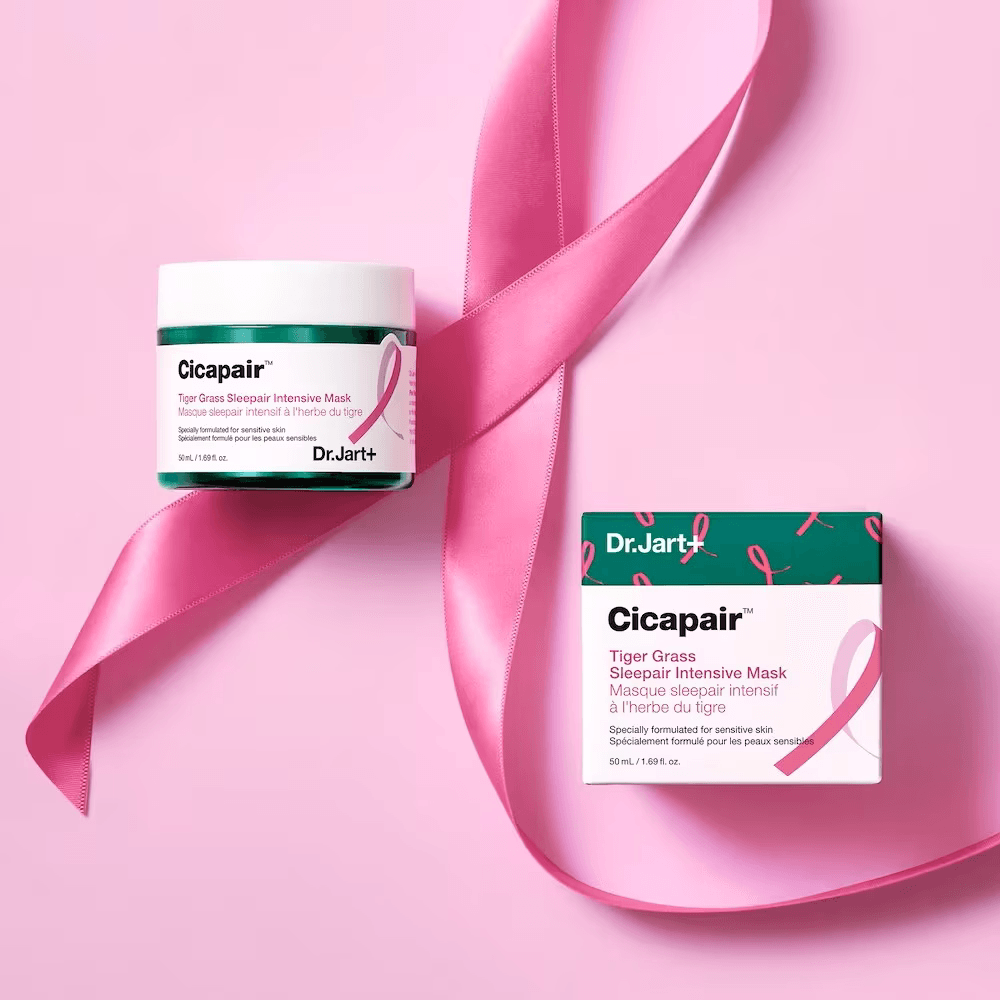 Cicapair™
Tiger Grass Sleepair Intensive Mask
Masque sleepair intensif à l'herbe du tigre
Specially formulated for sensitive skin
Spécialement formulé pour les peaux sensibles
50 mL / 1.69 fl. oz.
Dr.Jart+
Dr.Jart+
Cicapair™
Tiger Grass
Sleepair Intensive Mask
Masque sleepair intensif
à l'herbe du tigre
Specially formulated for sensitive skin
Spécialement formulé pour les peaux sensibles
50 mL / 1.69 fl. oz.